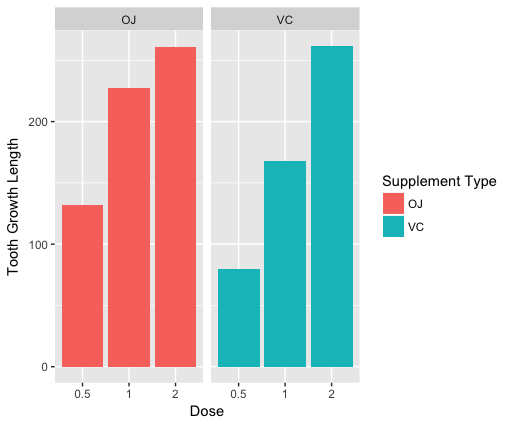 OJ VC
Tooth Growth Length
200
100
0
0.5 1 2 0.5 1 2
Dose
Supplement Type
OJ
VC